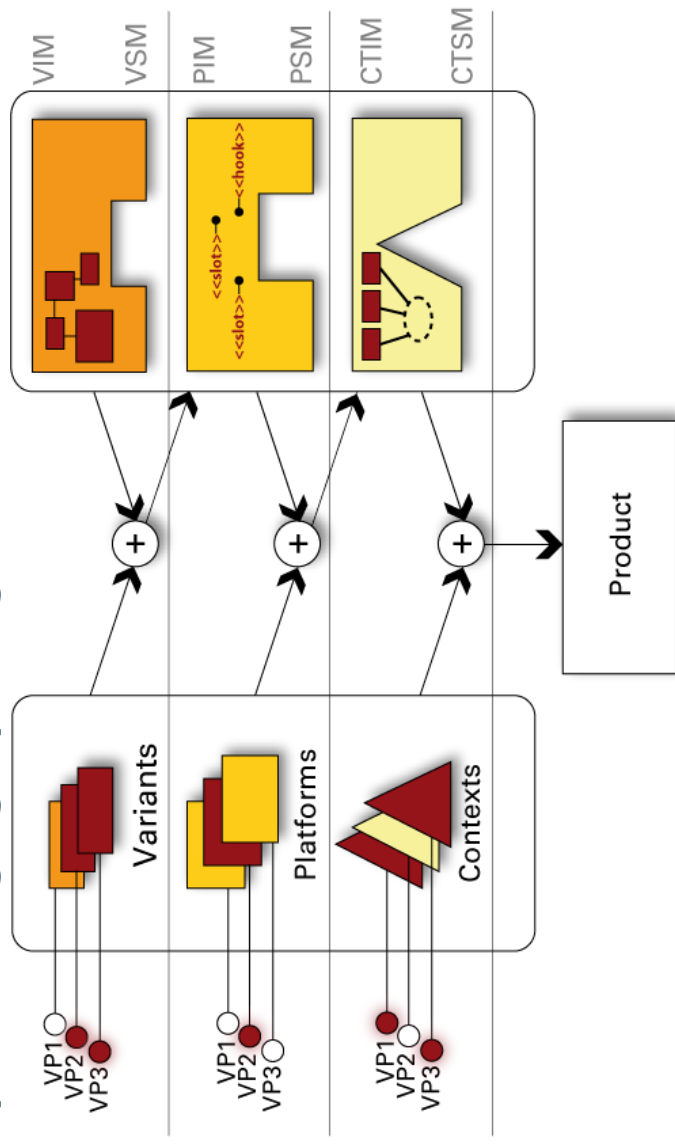 VIM
VSM
PIM
PSM
CTIM
CTSM
<<slot>>
<<slot>>
<<hook>>
+
+
+
Product
Variants
Platforms
Contexts
VP1
VP2
VP3
VP1
VP2
VP3
VP1
VP2
VP3